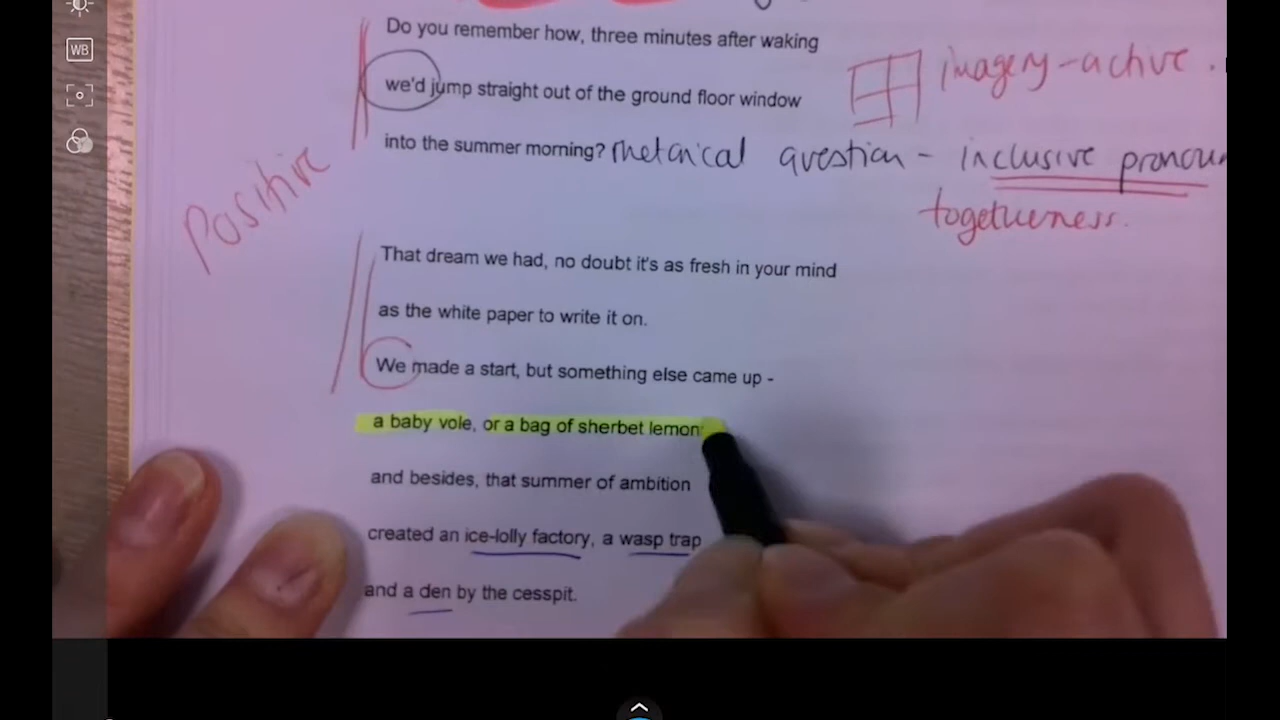 WB
Do you remember how, three minutes after waking
we'd jump straight out of the ground floor window
imagery-active.
into the summer morning? rhetorical question - inclusive pronoun
togetherness.
Positive
That dream we had, no doubt it's as fresh in your mind
as the white paper to write it on.
We made a start, but something else came up -
a baby vole, or a bag of sherbet lemon
and besides, that summer of ambition
created an ice-lolly factory, a wasp trap
and a den by the cesspit.